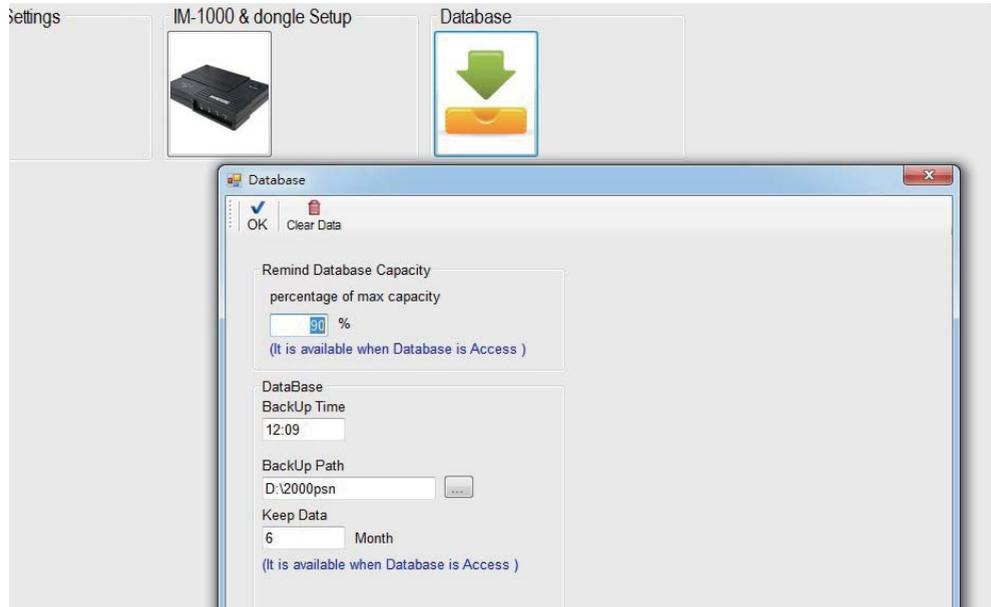 Settings
IM-1000 & dongle Setup
Database
Database
OK
Clear Data
Remind Database Capacity
percentage of max capacity
90 %
(It is available when Database is Access )
DataBase
BackUp Time
12:09
BackUp Path
D:\2000psn
...
Keep Data
6 Month
(It is available when Database is Access )